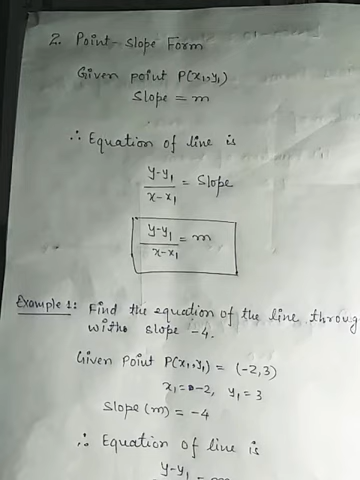 2. Point-Slope Form
Given point P(x₁,y₁)
Slope = m
∴ Equation of line is
y-y₁/x-x₁ = Slope
y-y₁/x-x₁ = m
Example 1: Find the equation of the line throug
with slope -4.
Given Point P(x₁,y₁) = (-2,3)
x₁=-2, y₁=3
Slope (m) = -4
∴ Equation of line is
y-y₁